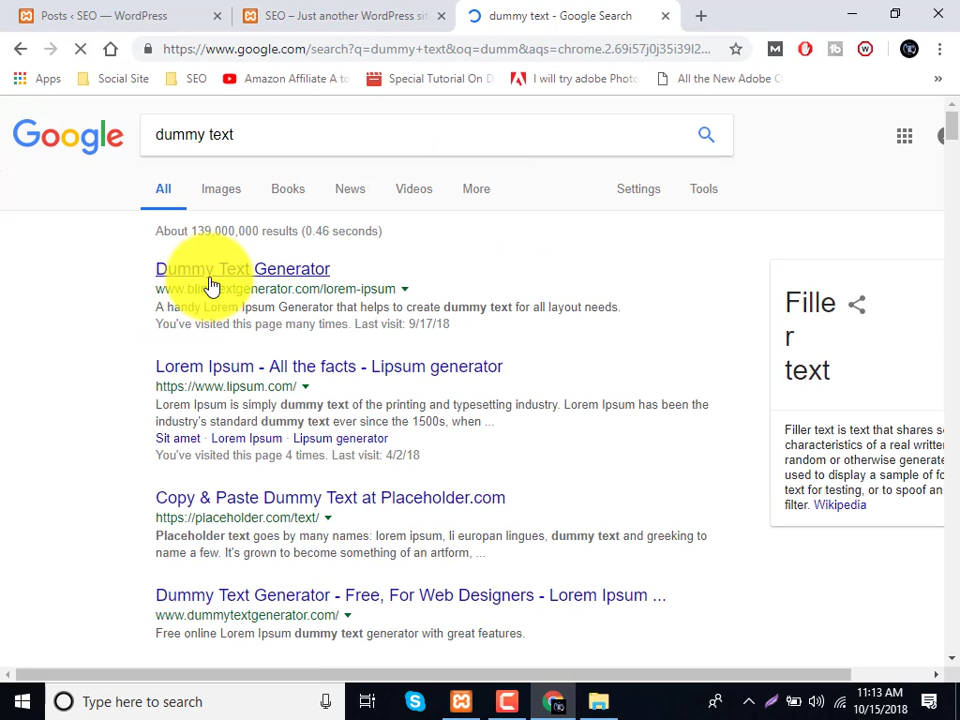 Posts ‹ SEO — WordPress
SEO – Just another WordPress sit
dummy text - Google Search
https://www.google.com/search?q=dummy+text&oq=dumm&aqs=chrome.2.69i57j0j35i39l2...
Apps
Social Site
SEO
Amazon Affiliate A to
Special Tutorial On D
I will try adobe Photo
All the New Adobe C
»
Google
dummy text
All
Images
Books
News
Videos
More
Settings
Tools
About 139,000,000 results (0.46 seconds)
Dummy Text Generator
www.blindtextgenerator.com/lorem-ipsum
A handy Lorem Ipsum Generator that helps to create dummy text for all layout needs.
You've visited this page many times. Last visit: 9/17/18
Lorem Ipsum - All the facts - Lipsum generator
https://www.lipsum.com/
Lorem Ipsum is simply dummy text of the printing and typesetting industry. Lorem Ipsum has been the
industry's standard dummy text ever since the 1500s, when ...
Sit amet · Lorem Ipsum · Lipsum generator
You've visited this page 4 times. Last visit: 4/2/18
Copy & Paste Dummy Text at Placeholder.com
https://placeholder.com/text/
Placeholder text goes by many names: lorem ipsum, li europan lingues, dummy text and greeking to
name a few. It's grown to become something of an artform, ...
Dummy Text Generator - Free, For Web Designers - Lorem Ipsum ...
www.dummytextgenerator.com/
Free online Lorem Ipsum dummy text generator with great features.
Fille
r
text
Filler text is text that shares s
characteristics of a real writte
random or otherwise generate
used to display a sample of fo
text for testing, or to spoof an
filter. Wikipedia
Type here to search
11:13 AM
10/15/2018